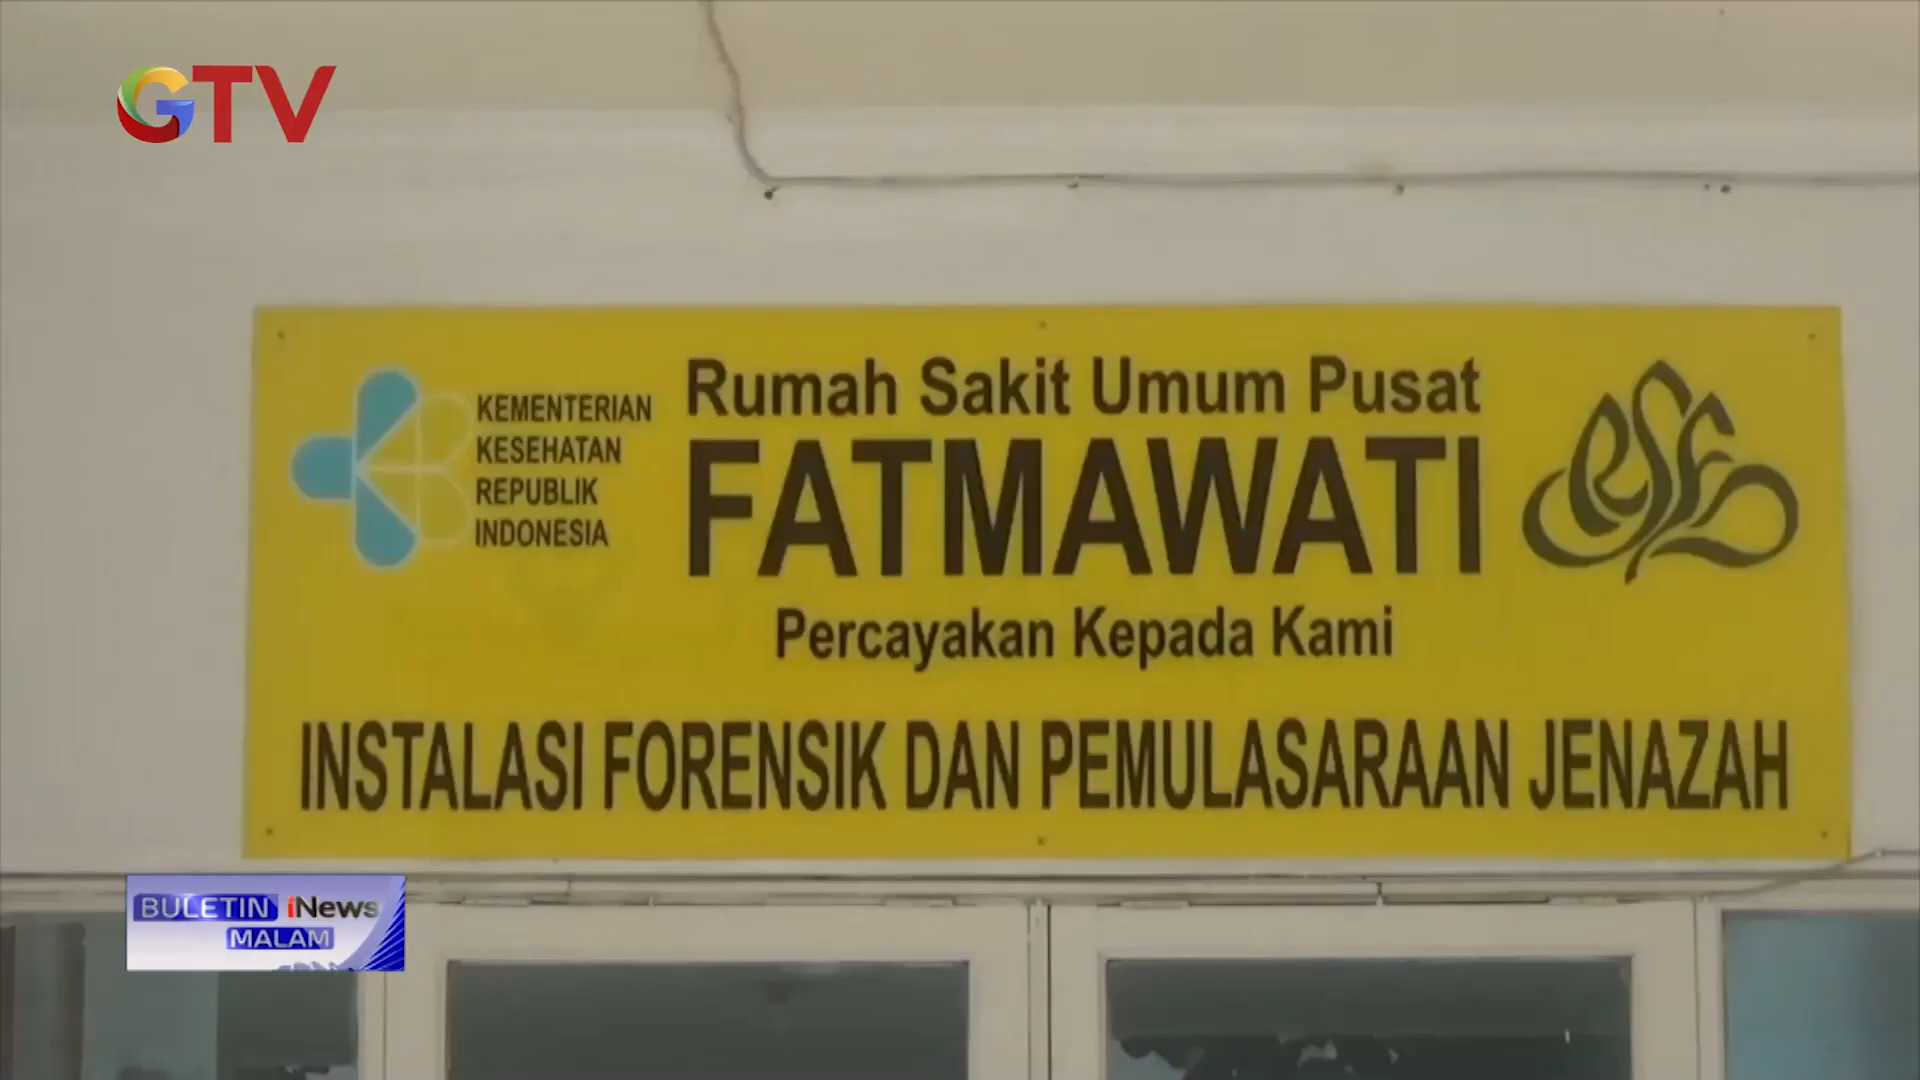 GTV
KEMENTERIAN
KESEHATAN
REPUBLIK
INDONESIA
Rumah Sakit Umum Pusat
FATMAWATI
Percayakan Kepada Kami
RSF
INSTALASI FORENSIK DAN PEMULASARAAN JENAZAH
BULETIN iNews
MALAM